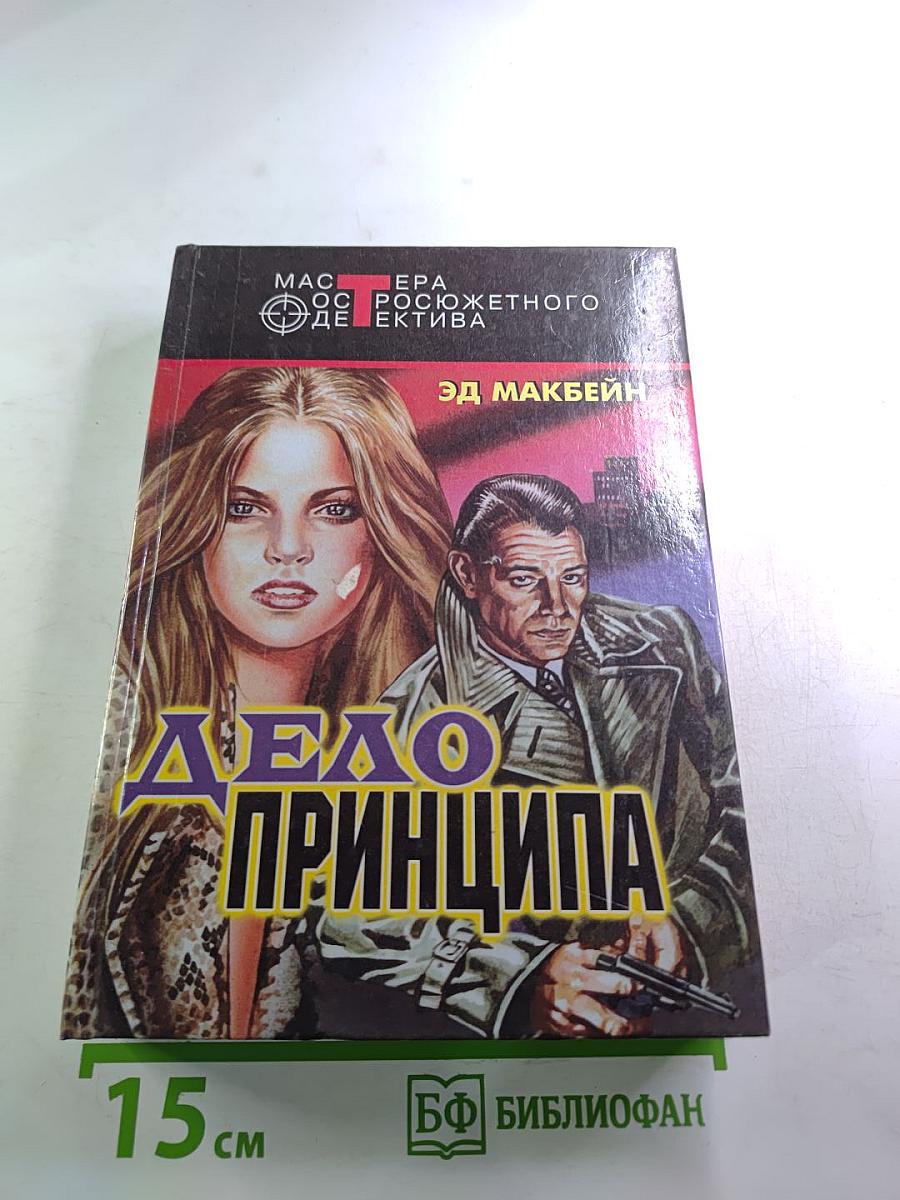 МАСТЕРА
ОСТРОСЮЖЕТНОГО
ДЕТЕКТИВА
ЭД МАКБЕЙН
ДЕЛО
ПРИНЦИПА
15 см
БФ БИБЛИОФАН